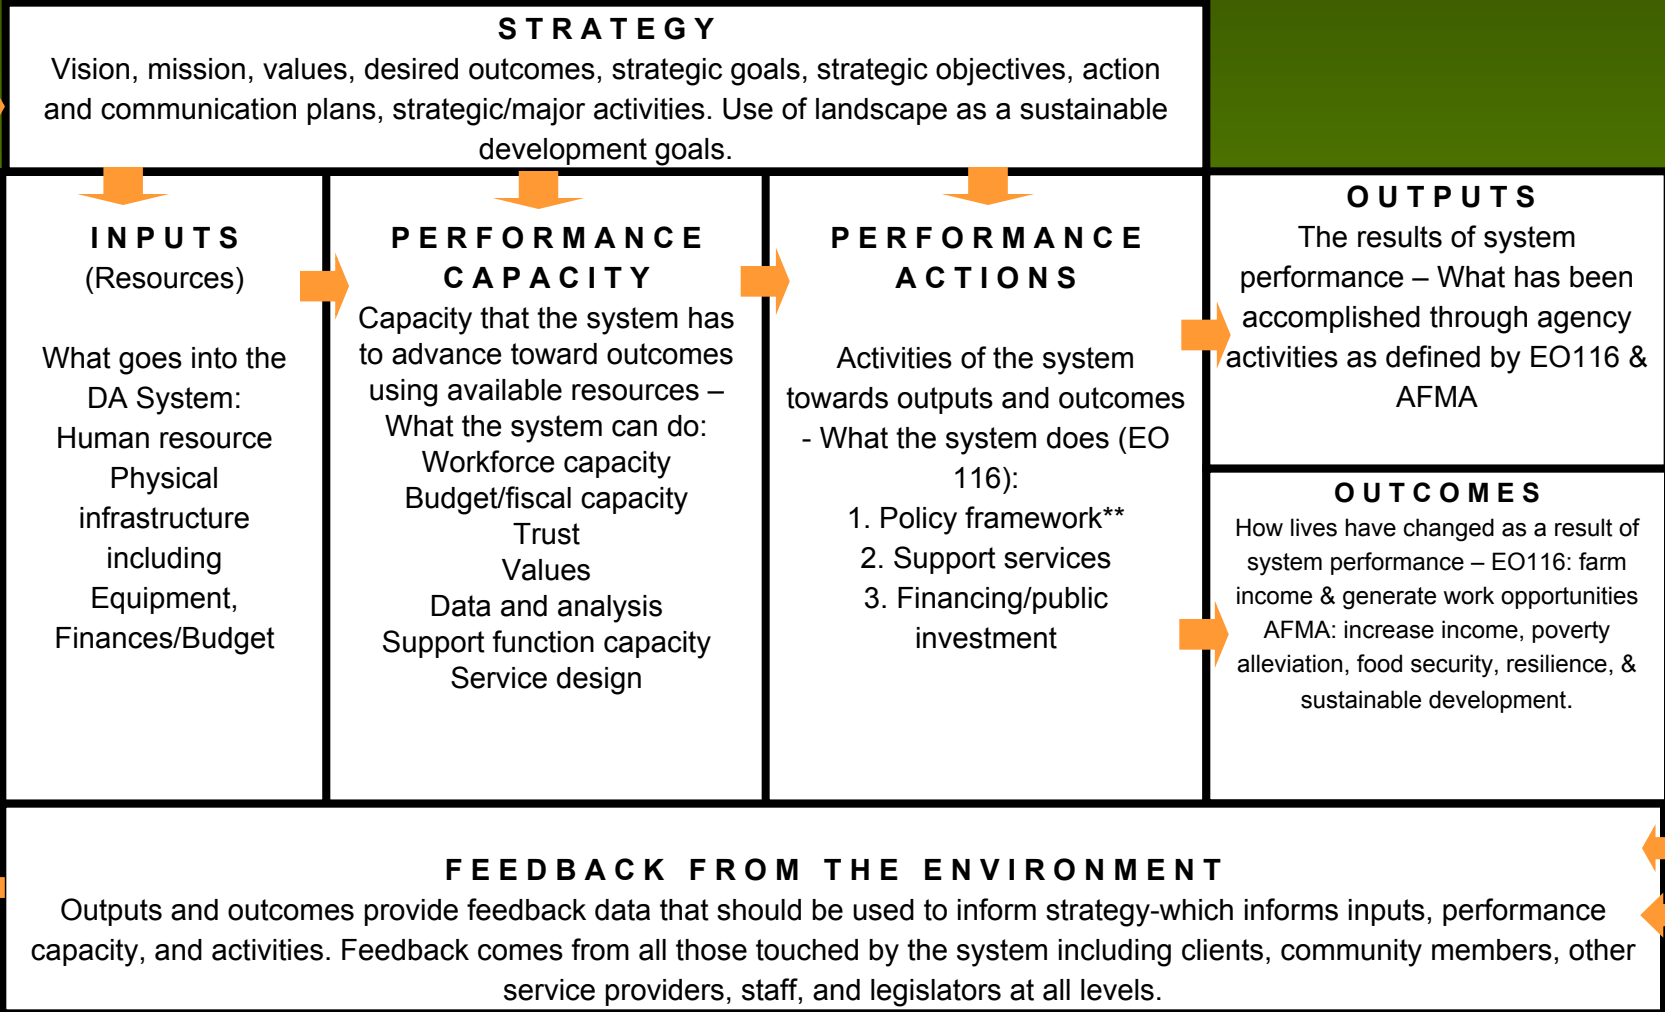 STRATEGY
Vision, mission, values, desired outcomes, strategic goals, strategic objectives, action
and communication plans, strategic/major activities. Use of landscape as a sustainable
development goals.
INPUTS
(Resources)
What goes into the
DA System:
Human resource
Physical
infrastructure
including
Equipment,
Finances/Budget
PERFORMANCE
CAPACITY
Capacity that the system has
to advance toward outcomes
using available resources –
What the system can do:
Workforce capacity
Budget/fiscal capacity
Trust
Values
Data and analysis
Support function capacity
Service design
PERFORMANCE
ACTIONS
Activities of the system
towards outputs and outcomes
- What the system does (EO
116):
1. Policy framework**
2. Support services
3. Financing/public
investment
OUTPUTS
The results of system
performance – What has been
accomplished through agency
activities as defined by EO116 &
AFMA
OUTCOMES
How lives have changed as a result of
system performance – EO116: farm
income & generate work opportunities
AFMA: increase income, poverty
alleviation, food security, resilience, &
sustainable development.
FEEDBACK FROM THE ENVIRONMENT
Outputs and outcomes provide feedback data that should be used to inform strategy-which informs inputs, performance
capacity, and activities. Feedback comes from all those touched by the system including clients, community members, other
service providers, staff, and legislators at all levels.